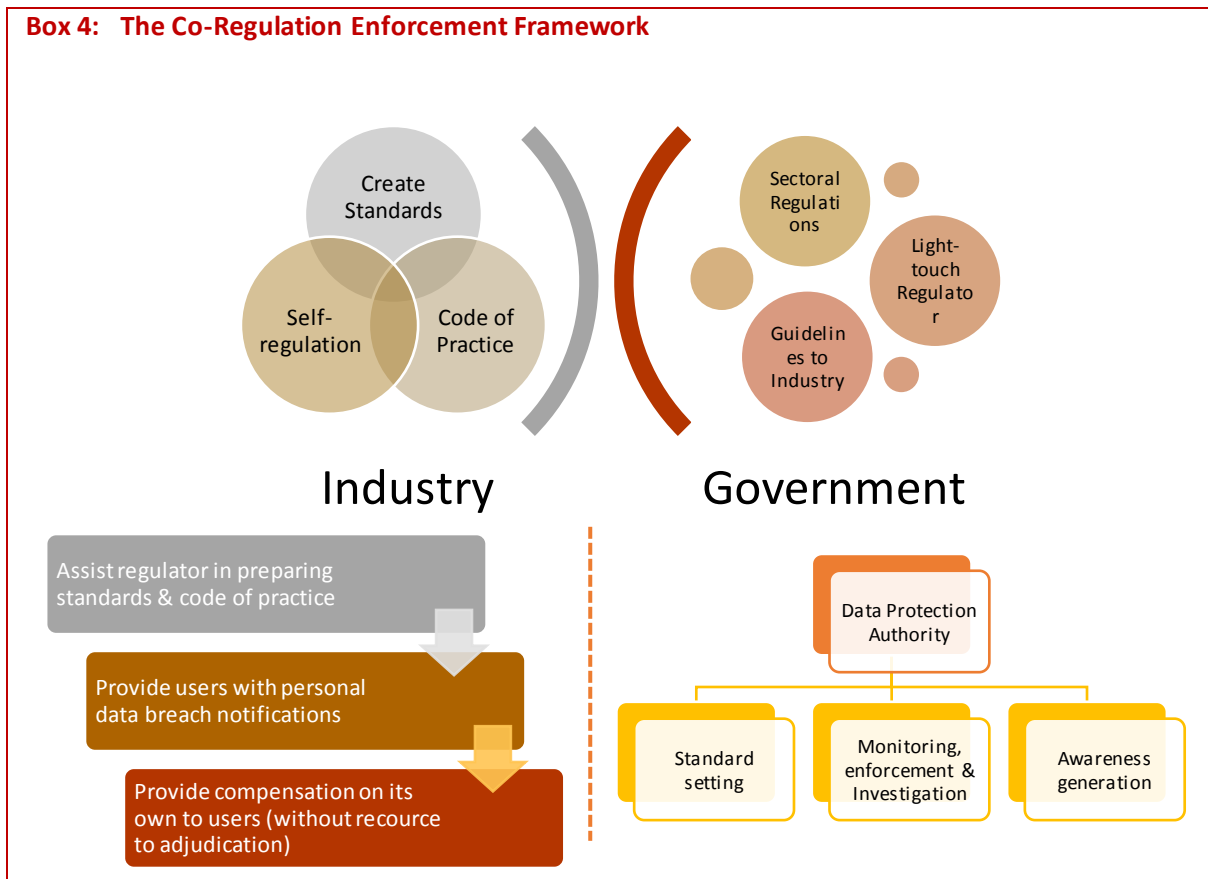 Box 4: The Co-Regulation Enforcement Framework
Create
Standards
Self-
regulation
Code of
Practice
Sectoral
Regulati
ons
Light-
touch
Regulato
r
Guidelin
es to
Industry
Industry
Government
Assist regulator in preparing
standards & code of practice
Provide users with personal
data breach notifications
Provide compensation on its
own to users (without recource
to adjudication)
Data Protection
Authority
Standard
setting
Monitoring,
enforcement &
Investigation
Awareness
generation